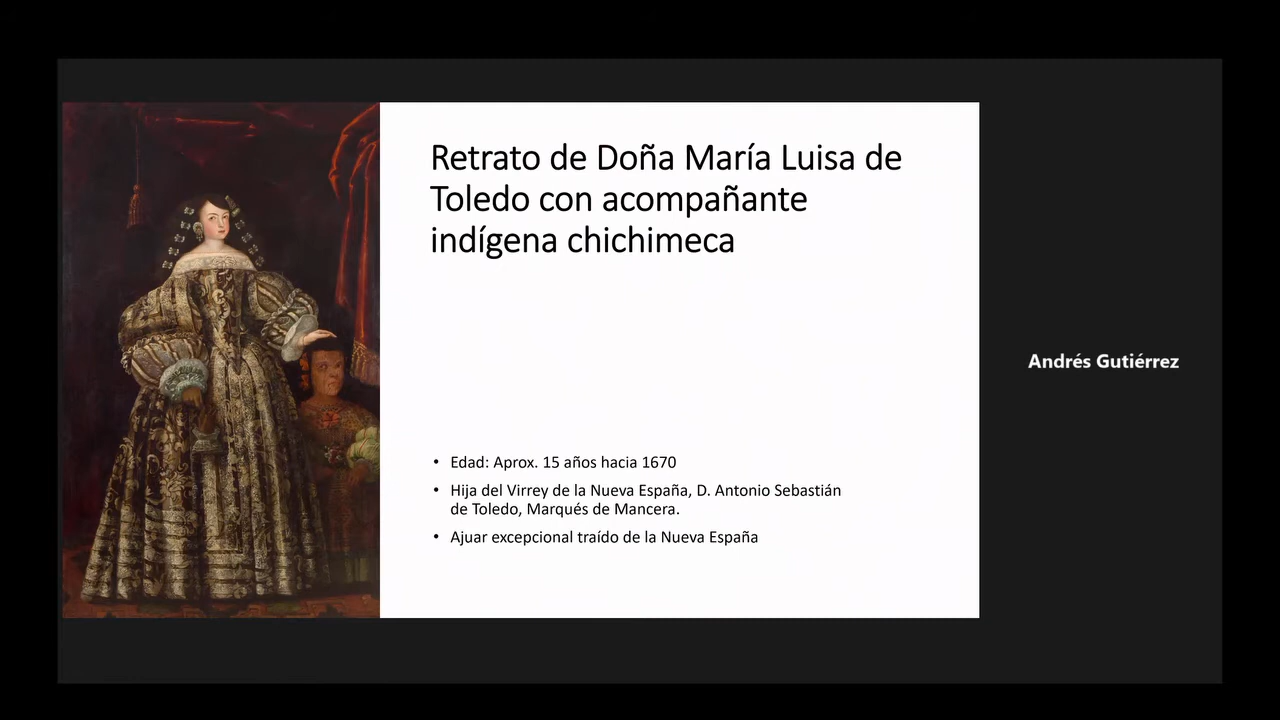 Retrato de Doña María Luisa de
Toledo con acompañante
indígena chichimeca
• Edad: Aprox. 15 años hacia 1670
• Hija del Virrey de la Nueva España, D. Antonio Sebastián
de Toledo, Marqués de Mancera.
• Ajuar excepcional traído de la Nueva España
Andrés Gutiérrez